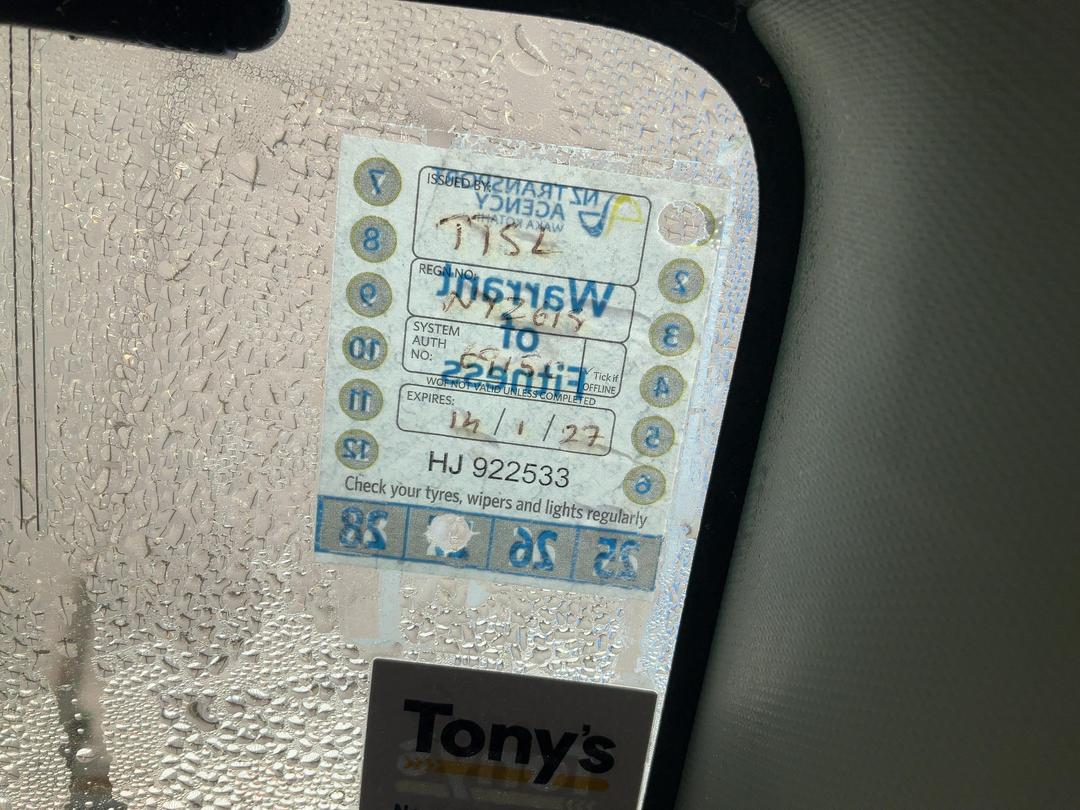 7
8
9
10
11
12
ISSUED BY:
TTSL
NZ TRANSPORT
AGENCY
WAKA KOTAHI
REGN NO:
Warrant
of
Fitness
SYSTEM
AUTH
NO:
Tick if
OFFLINE
WOF NOT VALID UNLESS COMPLETED
EXPIRES:
14 / 1 / 27
HJ 922533
Check your tyres, wipers and lights regularly
2
3
4
5
6
28 26 25
Tony's